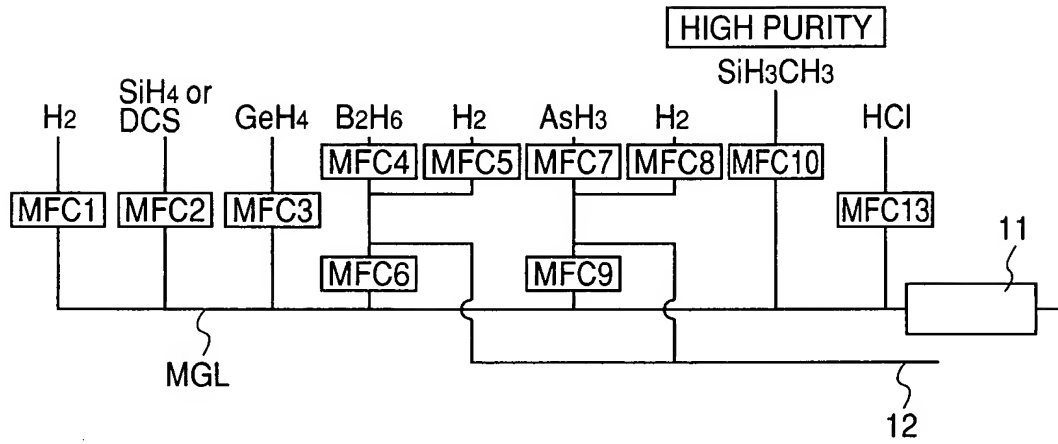 HIGH PURITY
SiH3CH3
SiH4 or
DCS
H2
GeH4
B2H6
H2
AsH3
H2
HCl
MFC4
MFC5
MFC7
MFC8
MFC10
MFC1
MFC2
MFC3
MFC13
11
MFC6
MFC9
MGL
12